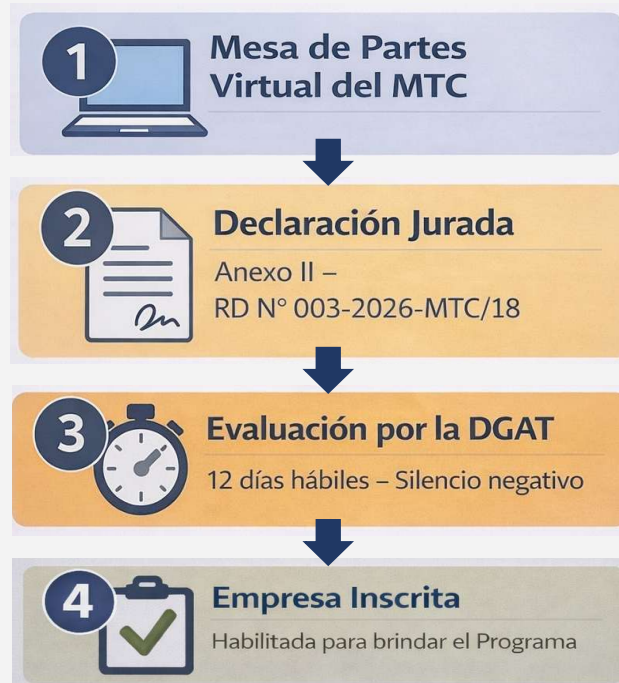 1
Mesa de Partes
Virtual del MTC
2
Declaración Jurada
Anexo II –
RD N° 003-2026-MTC/18
3
Evaluación por la DGAT
12 días hábiles – Silencio negativo
4
Empresa Inscrita
Habilitada para brindar el Programa